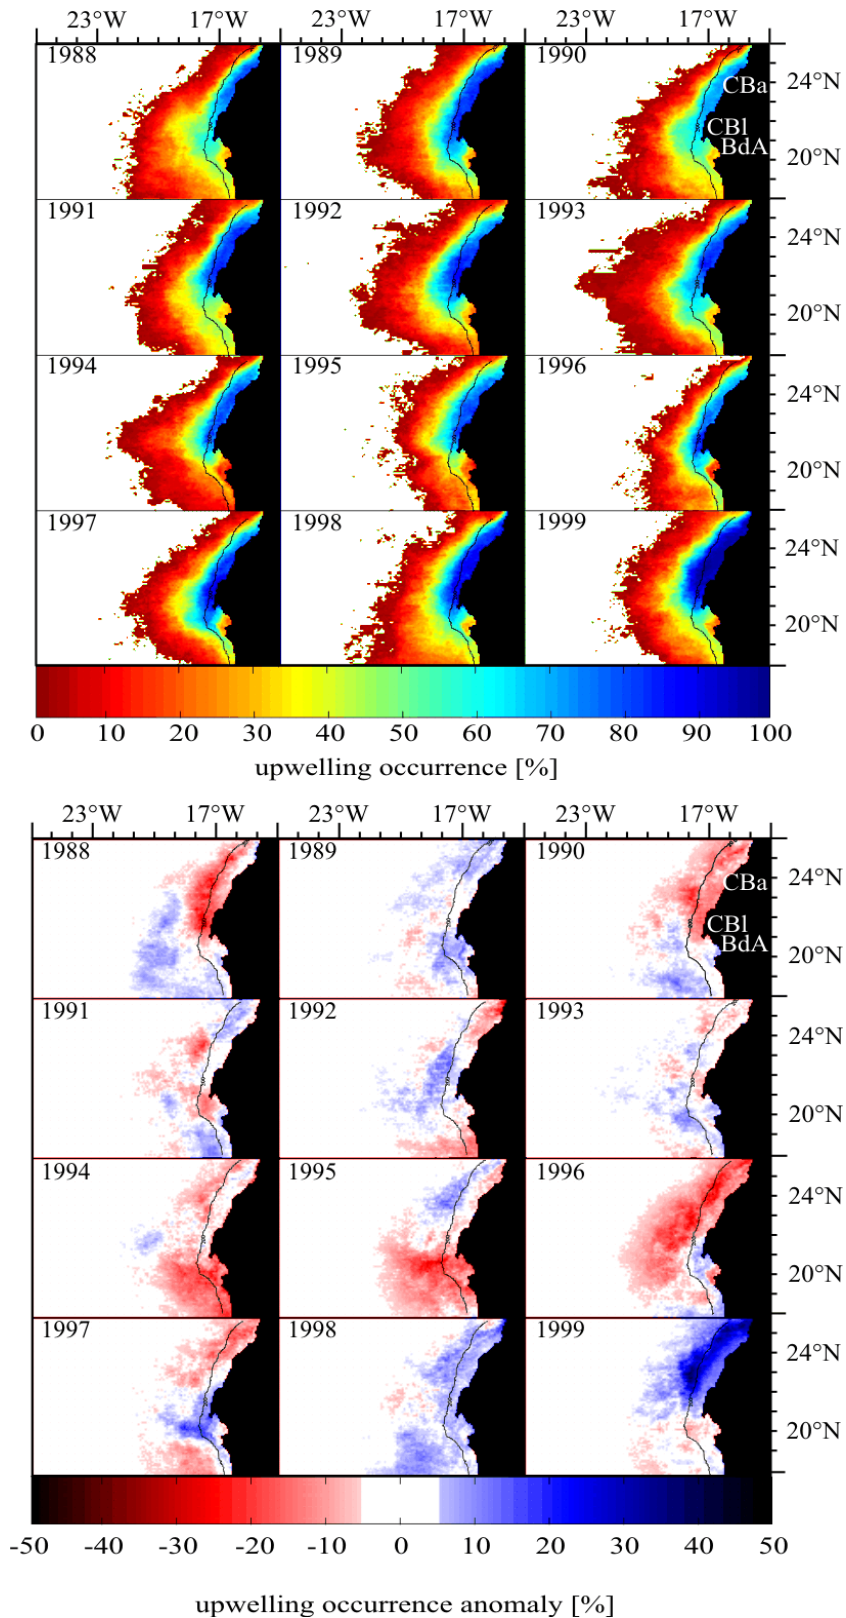 23°W 17°W 23°W 17°W 23°W 17°W
1988 1989 1990
24°N
CBa
CBl
BdA
20°N
1991 1992 1993
24°N
20°N
1994 1995 1996
24°N
20°N
1997 1998 1999
24°N
20°N
0 10 20 30 40 50 60 70 80 90 100
upwelling occurrence [%]
23°W 17°W 23°W 17°W 23°W 17°W
1988 1989 1990
24°N
CBa
CBl
BdA
20°N
1991 1992 1993
24°N
20°N
1994 1995 1996
24°N
20°N
1997 1998 1999
24°N
20°N
-50 -40 -30 -20 -10 0 10 20 30 40 50
upwelling occurrence anomaly [%]